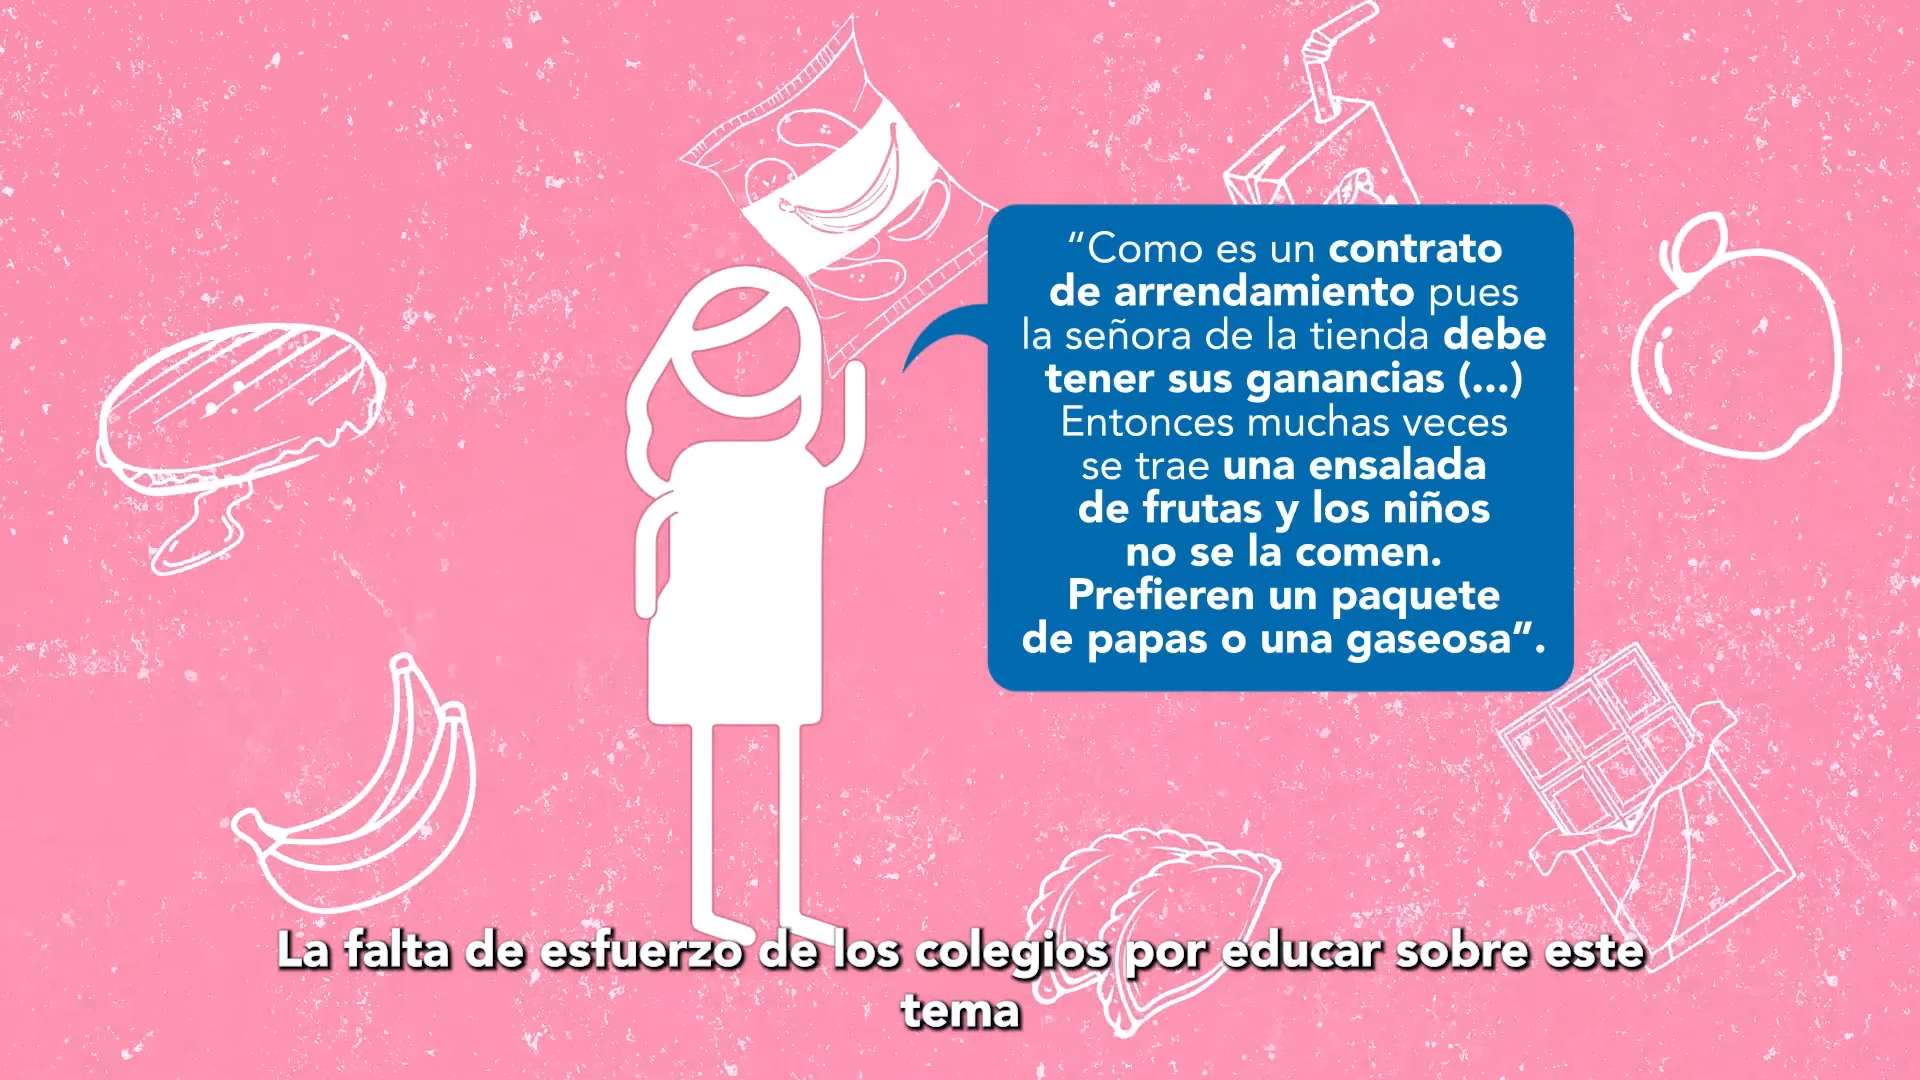 “Como es un contrato
de arrendamiento pues
la señora de la tienda debe
tener sus ganancias (...)
Entonces muchas veces
se trae una ensalada
de frutas y los niños
no se la comen.
Prefieren un paquete
de papas o una gaseosa”.
La falta de esfuerzo de los colegios por educar sobre este
tema